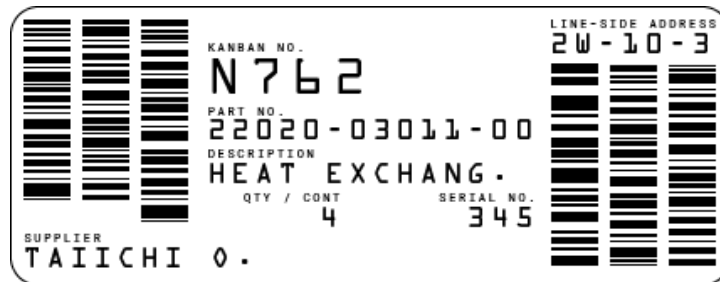 LINE-SIDE ADDRESS
2W-10-3
KANBAN NO.
N762
PART NO.
22020-03011-00
DESCRIPTION
HEAT EXCHANG.
QTY / CONT
4
SERIAL NO.
345
SUPPLIER
TAIICHI O.